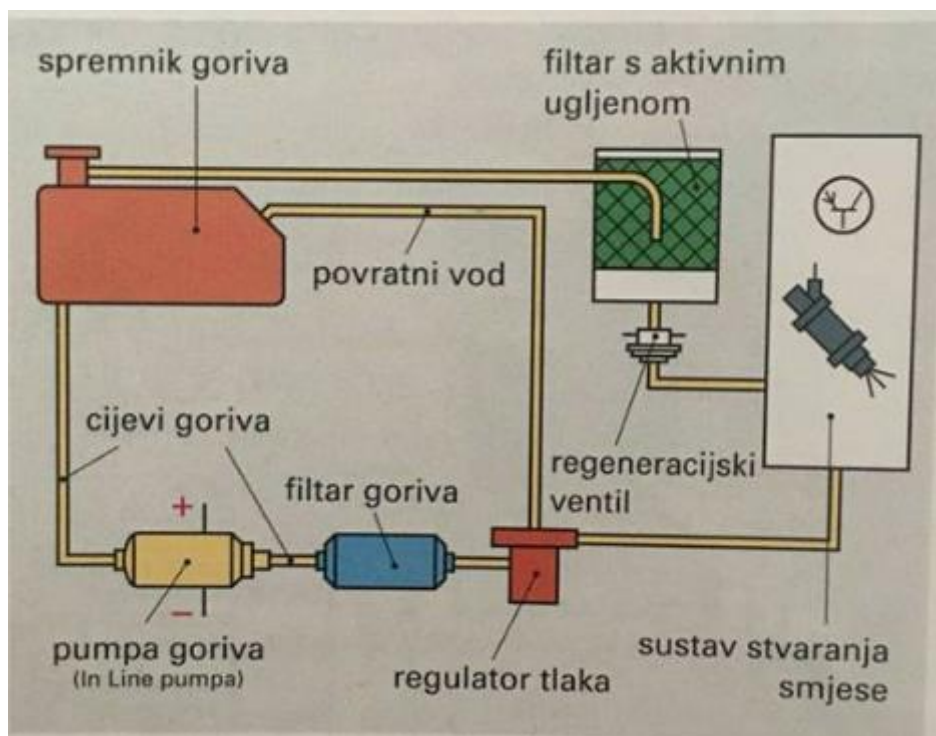 spremnik goriva
filtar s aktivnim
ugljenom
povratni vod
cijevi goriva
filtar goriva
regeneracijski
ventil
+
−
pumpa goriva
(In Line pumpa)
regulator tlaka
sustav stvaranja
smjese